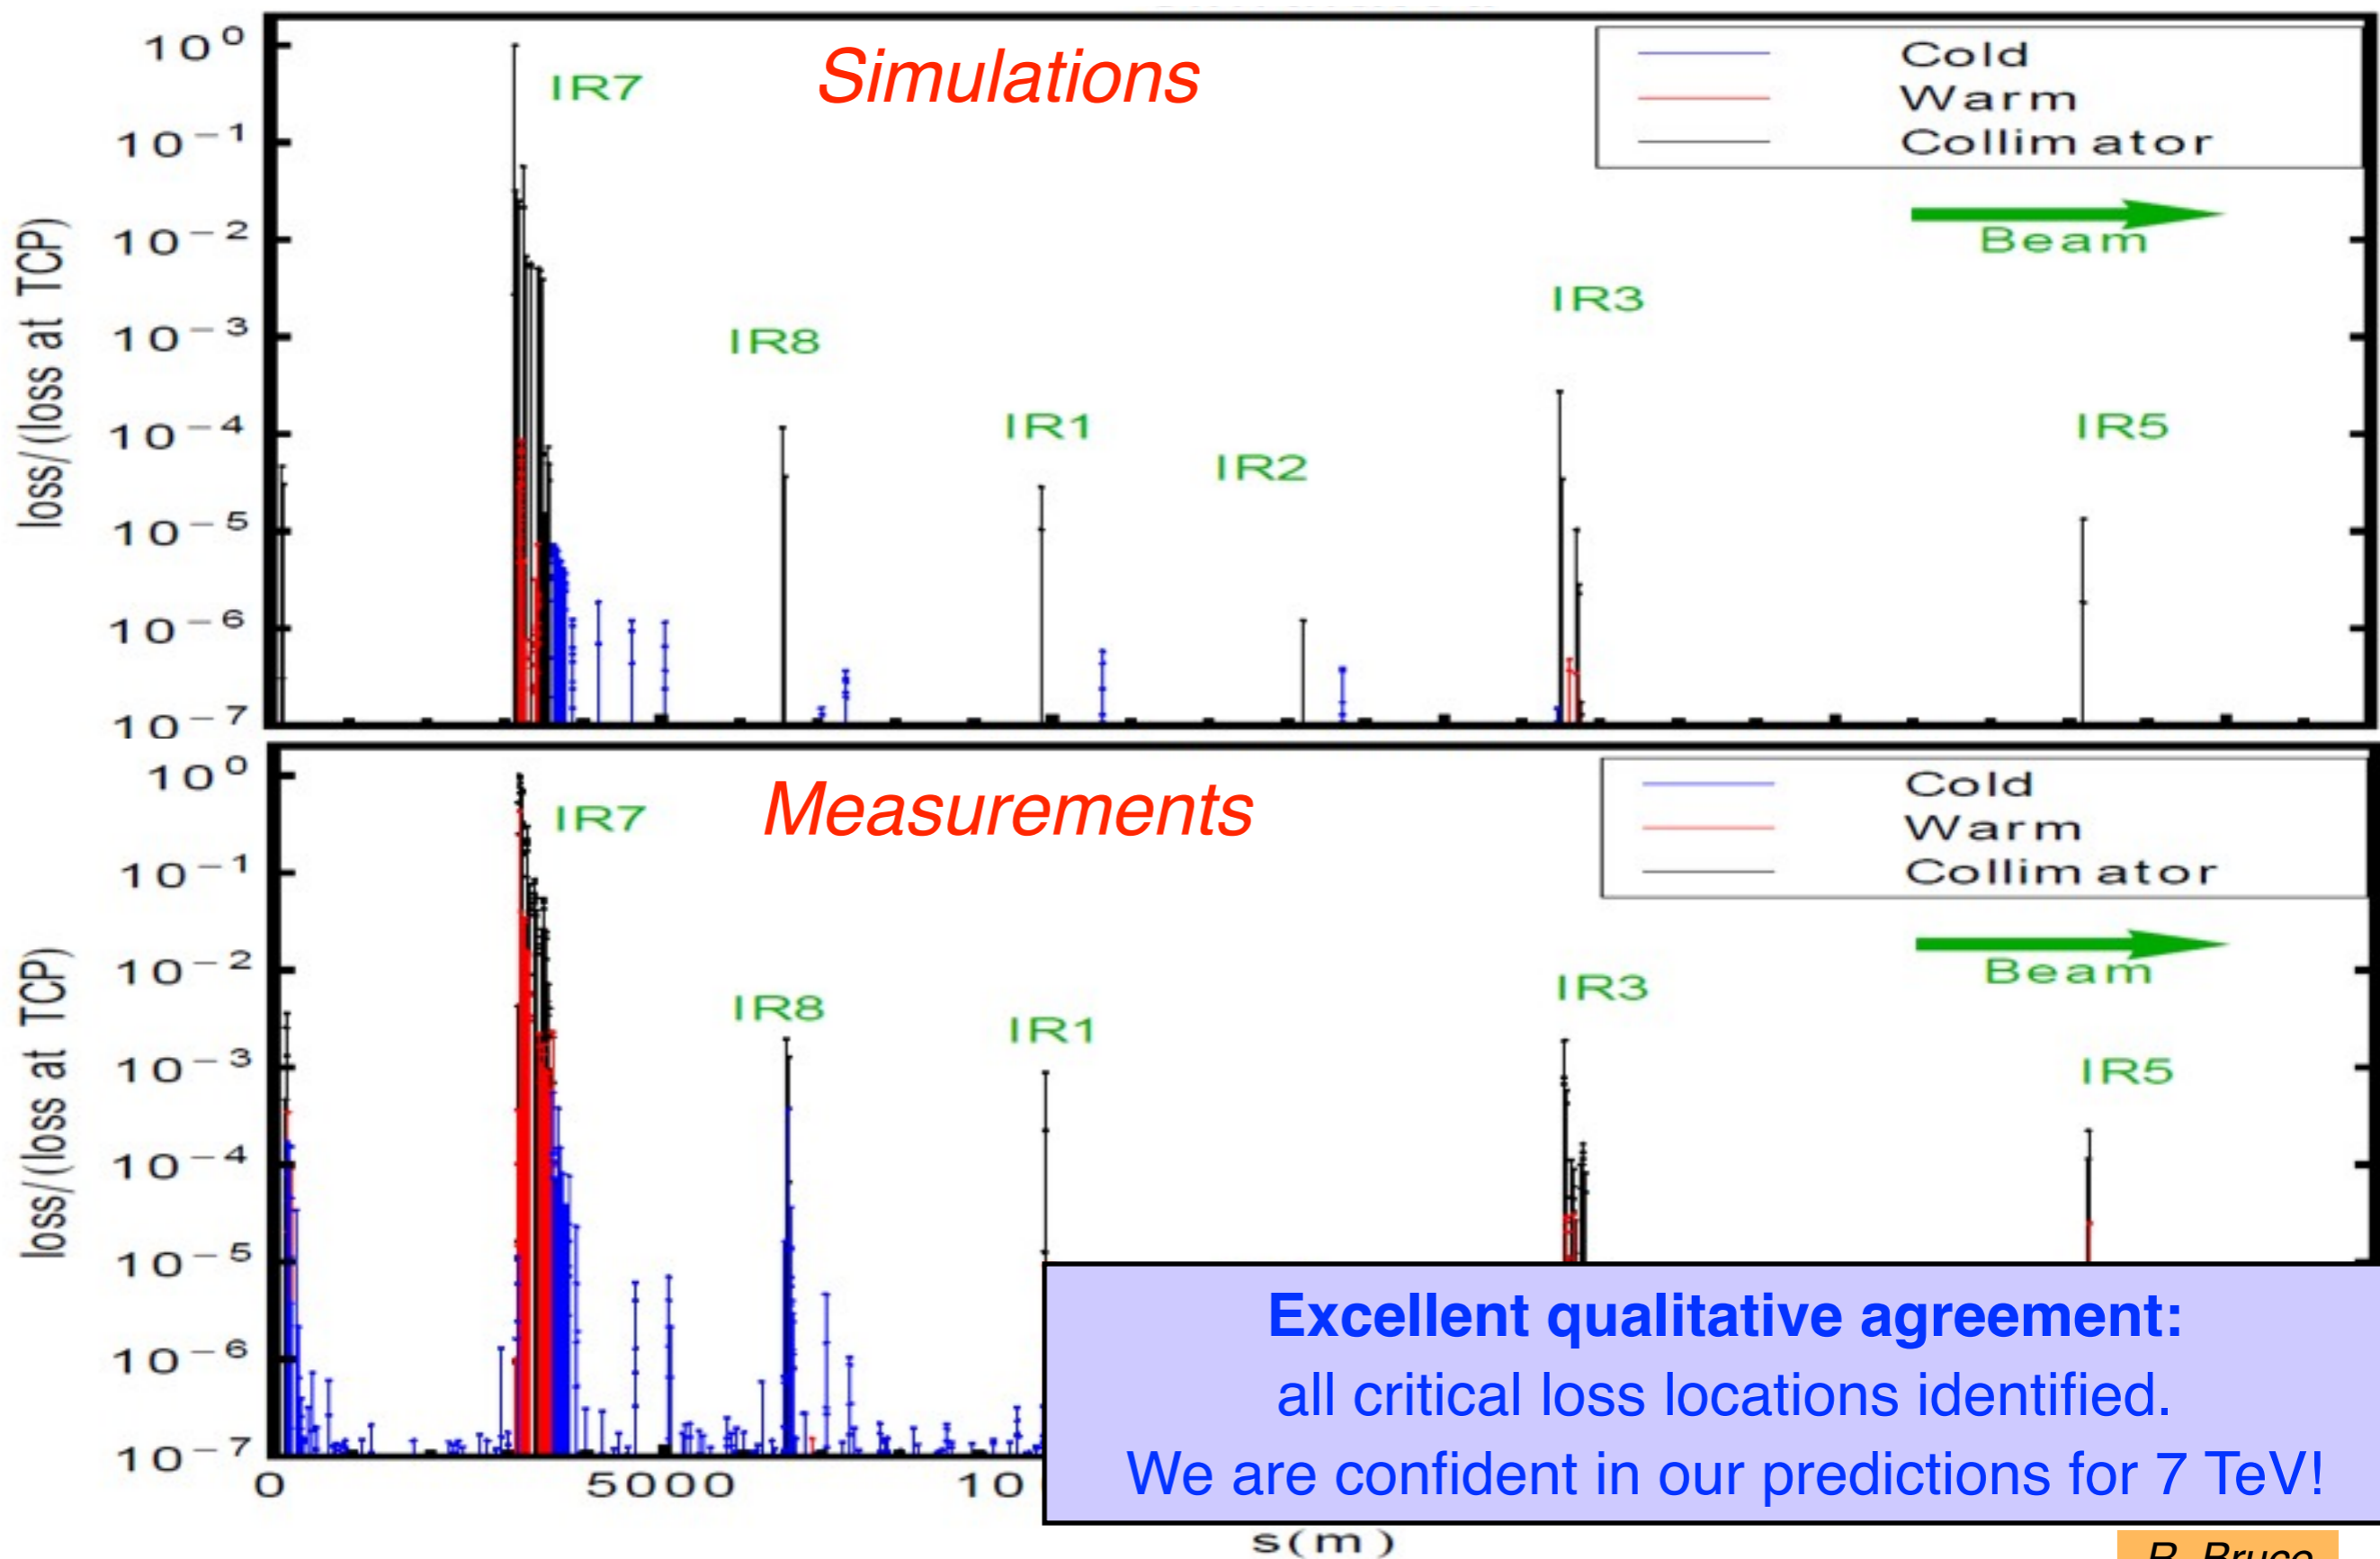 Simulations
Cold
Warm
Collimator
Beam
IR7
IR8
IR1
IR2
IR3
IR5
loss/(loss at TCP)
10⁰
10⁻¹
10⁻²
10⁻³
10⁻⁴
10⁻⁵
10⁻⁶
10⁻⁷
Measurements
Cold
Warm
Collimator
Beam
IR7
IR8
IR1
IR3
IR5
loss/(loss at TCP)
10⁰
10⁻¹
10⁻²
10⁻³
10⁻⁴
10⁻⁵
10⁻⁶
10⁻⁷
0
5000
10
Excellent qualitative agreement:
all critical loss locations identified.
We are confident in our predictions for 7 TeV!
s(m)
R. Bruce